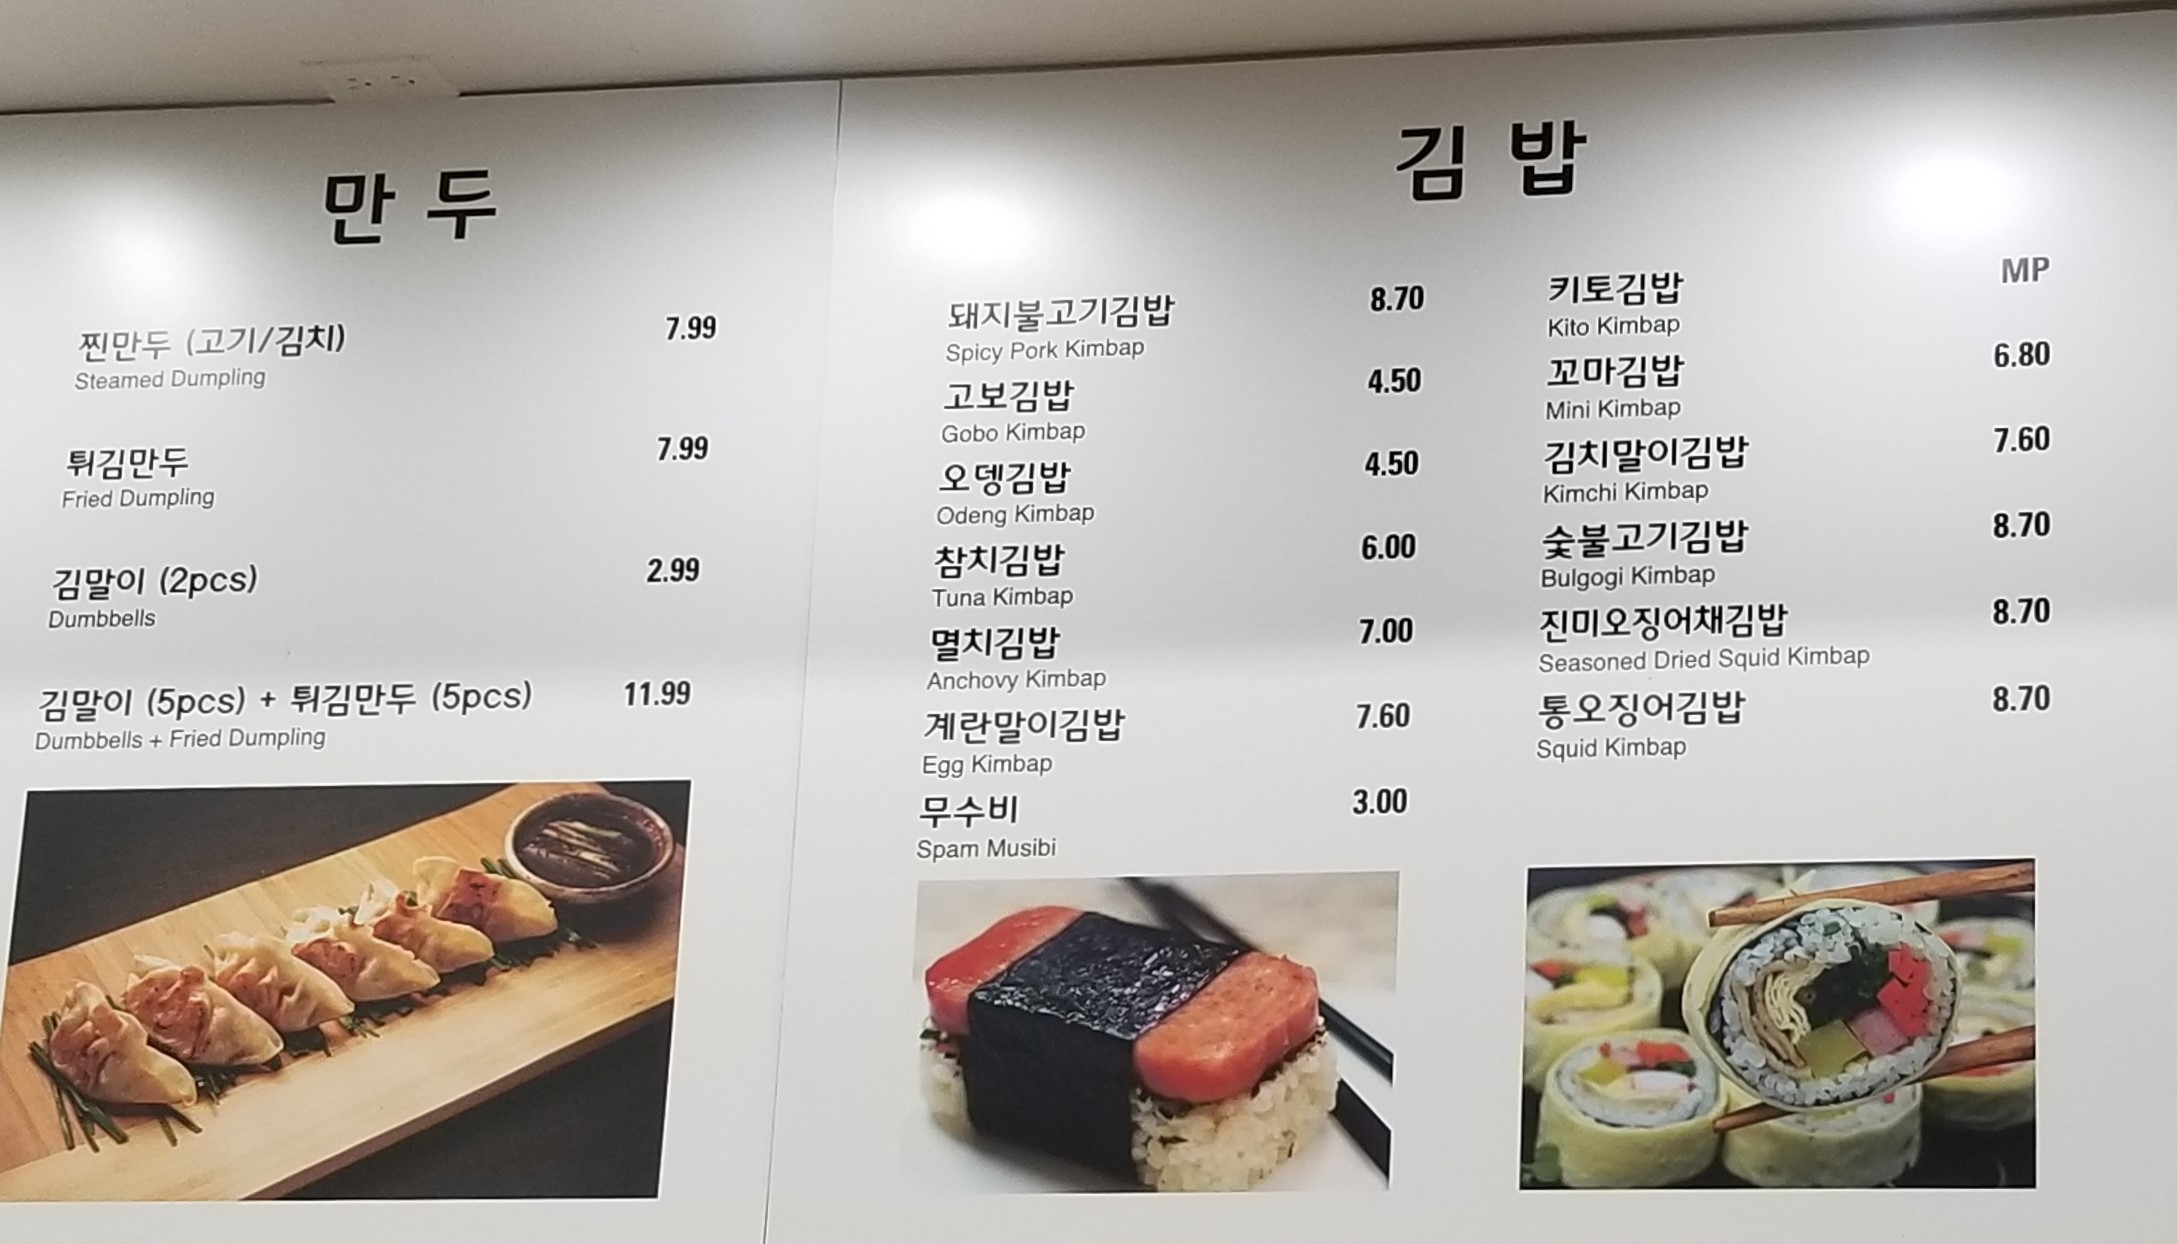 만두
찐만두 (고기/김치) 7.99
Steamed Dumpling
튀김만두 7.99
Fried Dumpling
김말이 (2pcs) 2.99
Dumbbells
김말이 (5pcs) + 튀김만두 (5pcs) 11.99
Dumbbells + Fried Dumpling
김밥
돼지불고기김밥 8.70
Spicy Pork Kimbap
고보김밥 4.50
Gobo Kimbap
오뎅김밥 4.50
Odeng Kimbap
참치김밥 6.00
Tuna Kimbap
멸치김밥 7.00
Anchovy Kimbap
계란말이김밥 7.60
Egg Kimbap
무수비 3.00
Spam Musibi
키토김밥 MP
Kito Kimbap
꼬마김밥 6.80
Mini Kimbap
김치말이김밥 7.60
Kimchi Kimbap
숯불고기김밥 8.70
Bulgogi Kimbap
진미오징어채김밥 8.70
Seasoned Dried Squid Kimbap
통오징어김밥 8.70
Squid Kimbap